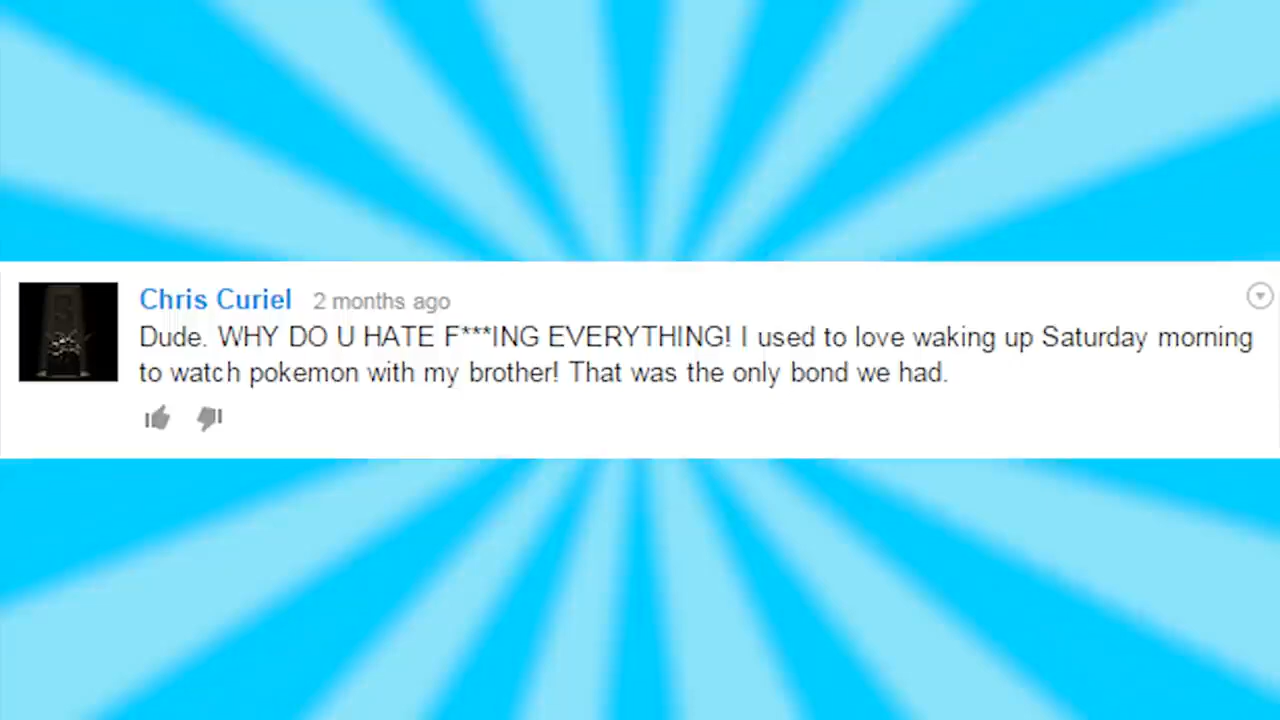 Chris Curiel 2 months ago
Dude. WHY DO U HATE F***ING EVERYTHING! I used to love waking up Saturday morning
to watch pokemon with my brother! That was the only bond we had.